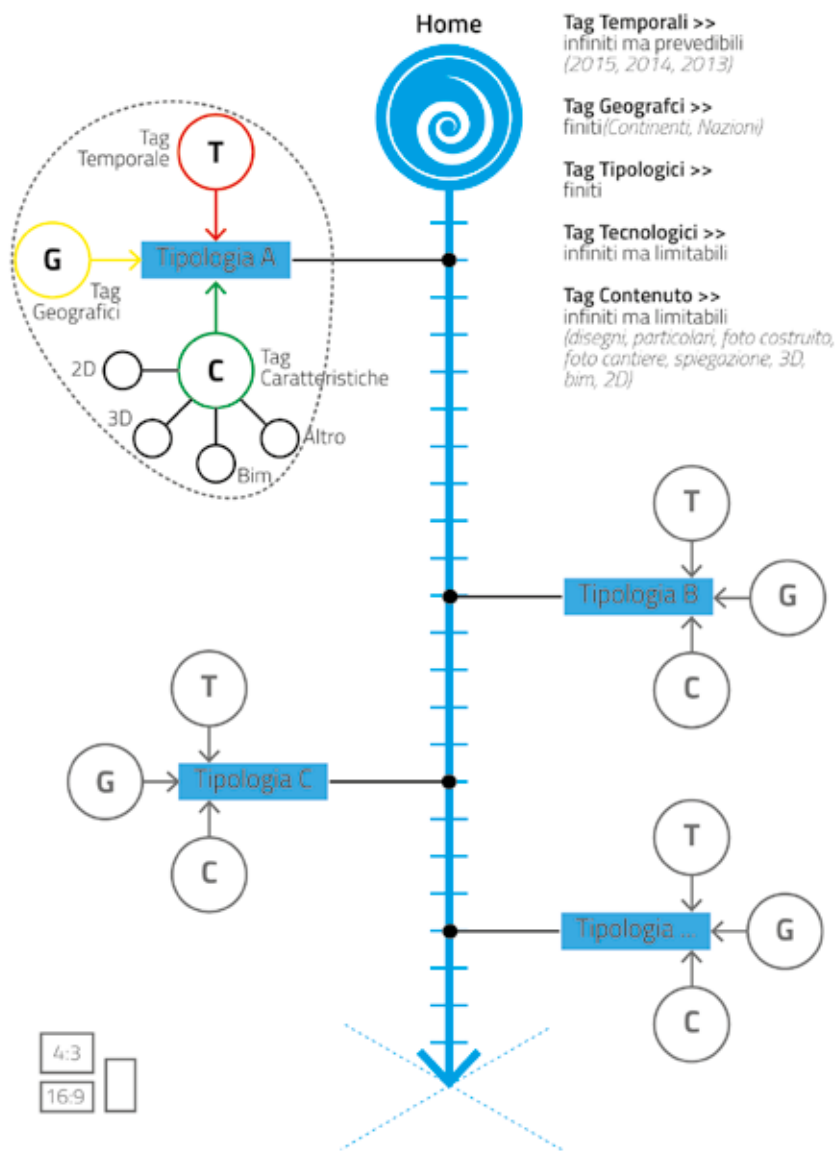 Home
Tag Temporali >>
infiniti ma prevedibili
(2015, 2014, 2013)
Tag Geografci >>
finiti(Continenti, Nazioni)
Tag Tipologici >>
finiti
Tag Tecnologici >>
infiniti ma limitabili
Tag Contenuto >>
infiniti ma limitabili
(disegni, particolari, foto costruito,
foto cantiere, spiegazione, 3D,
bim, 2D)
Tag
Temporale
T
G
Tipologia A
Tag
Geografici
C
Tag
Caratteristiche
2D
3D
Bim
Altro
T
Tipologia B
G
C
T
G
Tipologia C
C
T
Tipologia ...
G
C
4:3
16:9